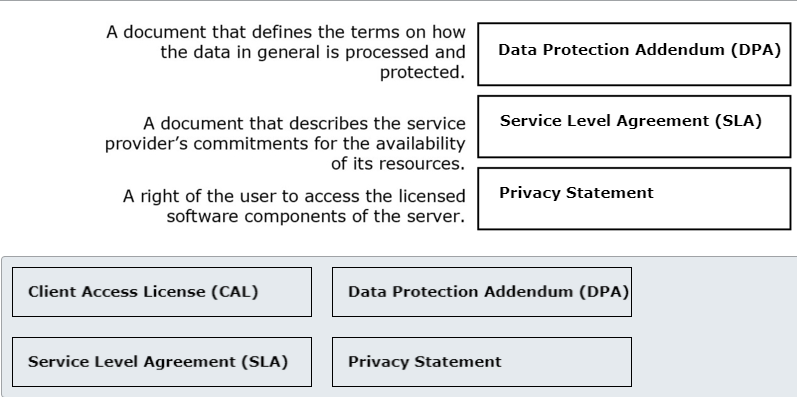 A document that defines the terms on how
the data in general is processed and
protected.
Data Protection Addendum (DPA)
A document that describes the service
provider's commitments for the availability
of its resources.
Service Level Agreement (SLA)
A right of the user to access the licensed
software components of the server.
Privacy Statement
Client Access License (CAL)
Data Protection Addendum (DPA)
Service Level Agreement (SLA)
Privacy Statement